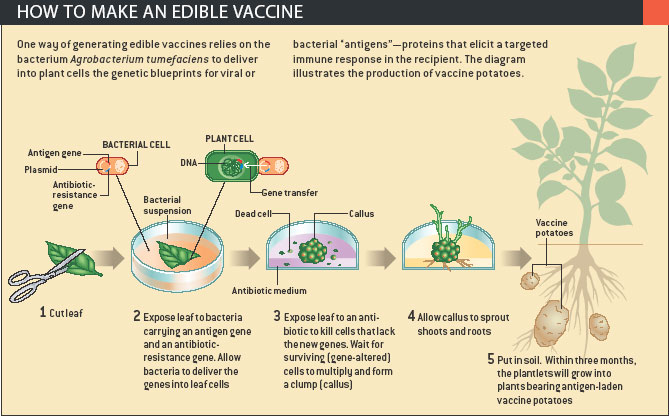 HOW TO MAKE AN EDIBLE VACCINE
One way of generating edible vaccines relies on the
bacterium Agrobacterium tumefaciens to deliver
into plant cells the genetic blueprints for viral or
bacterial "antigens"—proteins that elicit a targeted
immune response in the recipient. The diagram
illustrates the production of vaccine potatoes.
BACTERIAL CELL
Antigen gene
Plasmid
Antibiotic-
resistance
gene
PLANT CELL
DNA
Gene transfer
Bacterial
suspension
Dead cell
Callus
Antibiotic medium
Vaccine
potatoes
1 Cut leaf
2 Expose leaf to bacteria
carrying an antigen gene
and an antibiotic-
resistance gene. Allow
bacteria to deliver the
genes into leaf cells
3 Expose leaf to an anti-
biotic to kill cells that lack
the new genes. Wait for
surviving (gene-altered)
cells to multiply and form
a clump (callus)
4 Allow callus to sprout
shoots and roots
5 Put in soil. Within three months,
the plantlets will grow into
plants bearing antigen-laden
vaccine potatoes